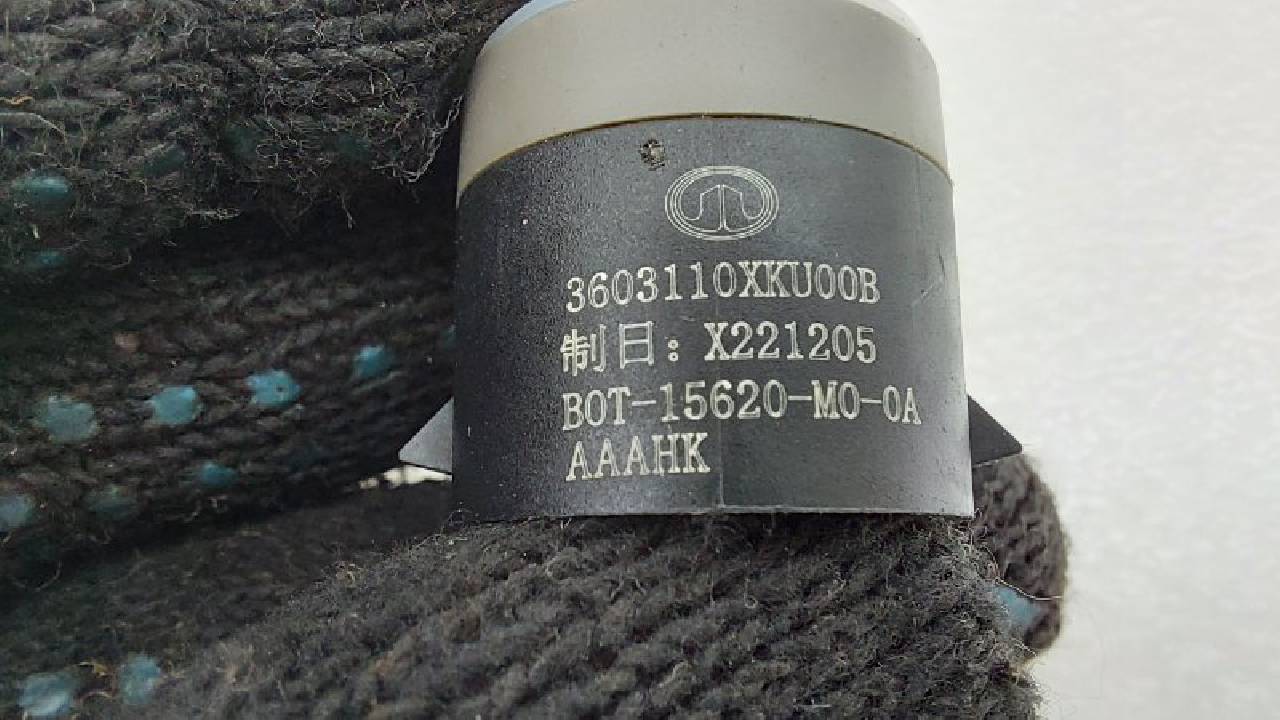 3603110XKU00B
制日: X221205
BOT-15620-M0-0A
AAAHK